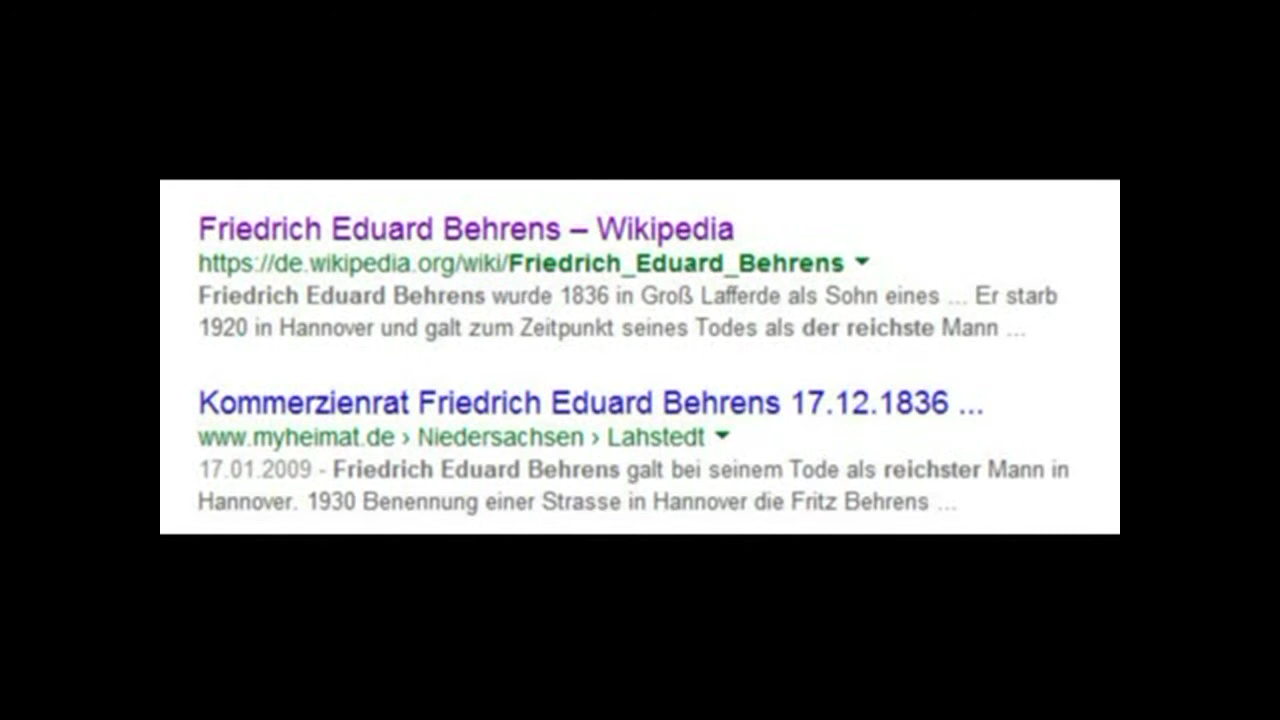 Friedrich Eduard Behrens – Wikipedia
https://de.wikipedia.org/wiki/Friedrich_Eduard_Behrens
Friedrich Eduard Behrens wurde 1836 in Groß Lafferde als Sohn eines ... Er starb
1920 in Hannover und galt zum Zeitpunkt seines Todes als der reichste Mann ...
Kommerzienrat Friedrich Eduard Behrens 17.12.1836 ...
www.myheimat.de › Niedersachsen › Lahstedt
17.01.2009 - Friedrich Eduard Behrens galt bei seinem Tode als reichster Mann in
Hannover. 1930 Benennung einer Strasse in Hannover die Fritz Behrens ...